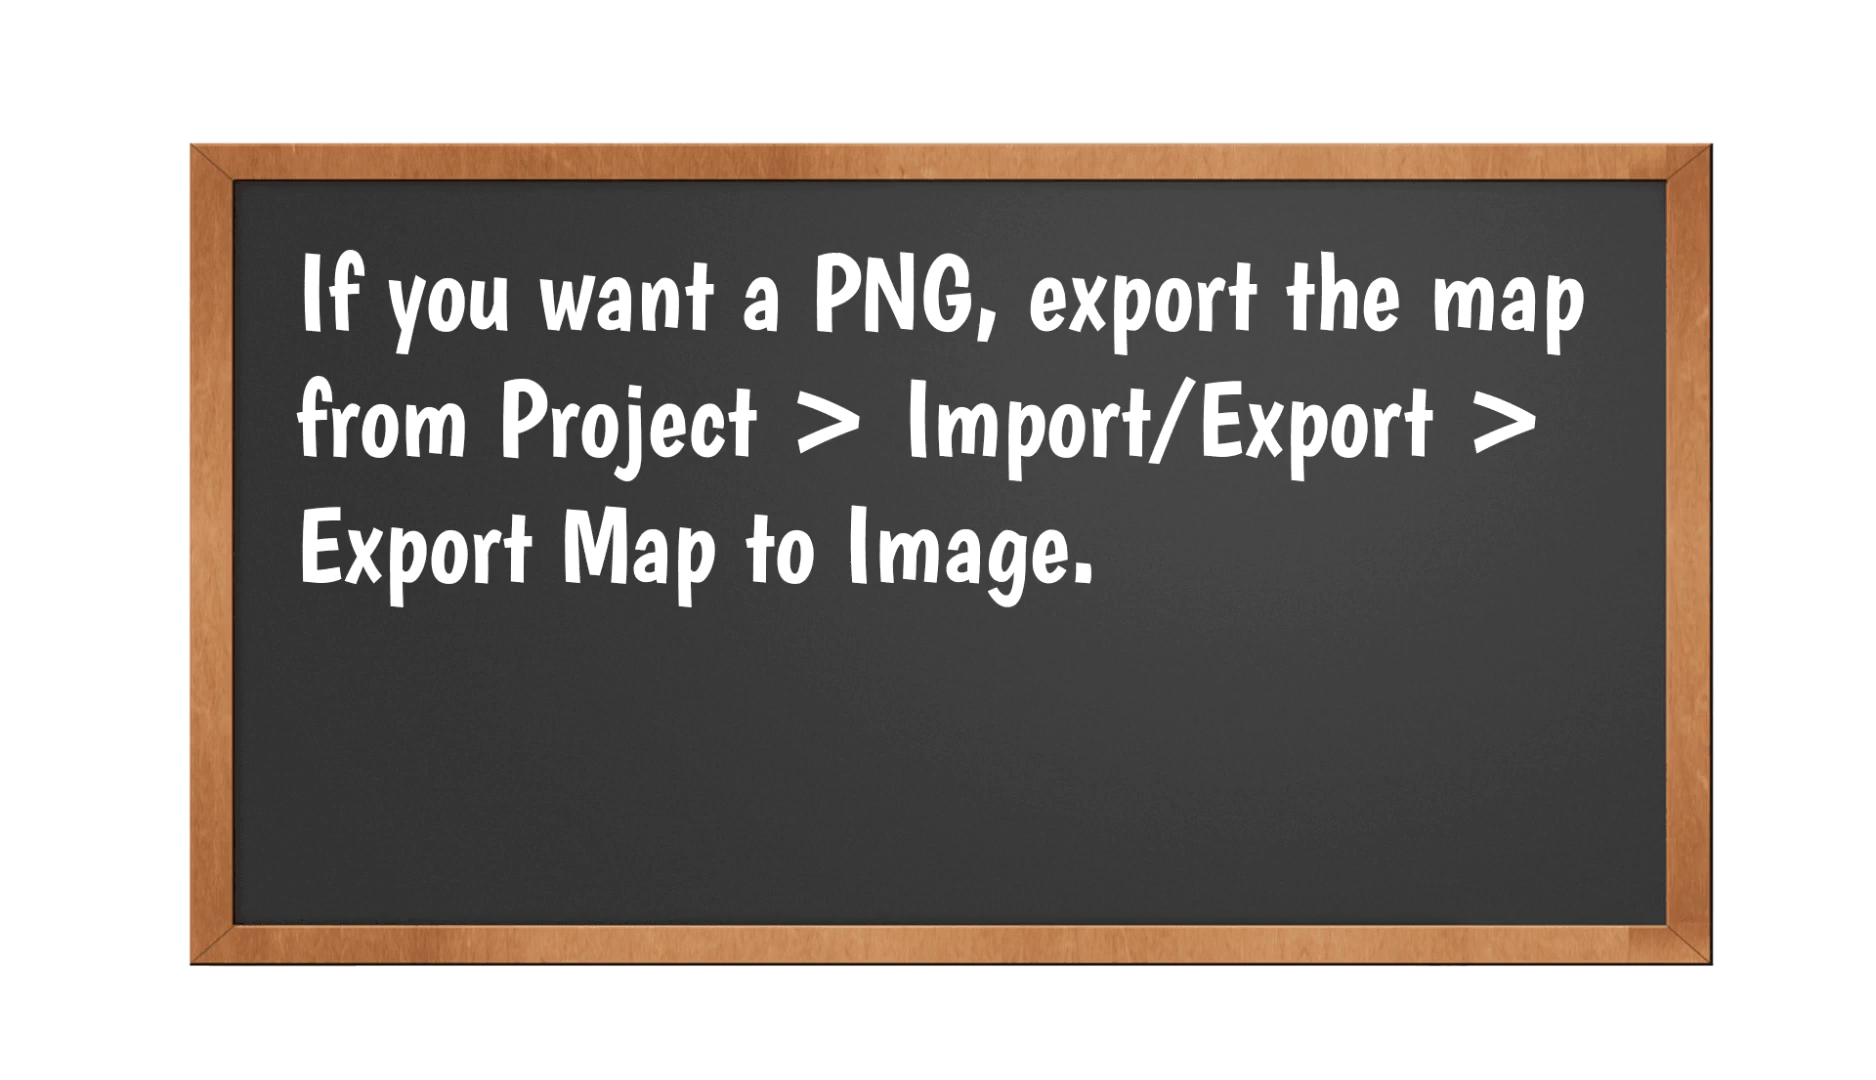 If you want a PNG, export the map
from Project > Import/Export >
Export Map to Image.